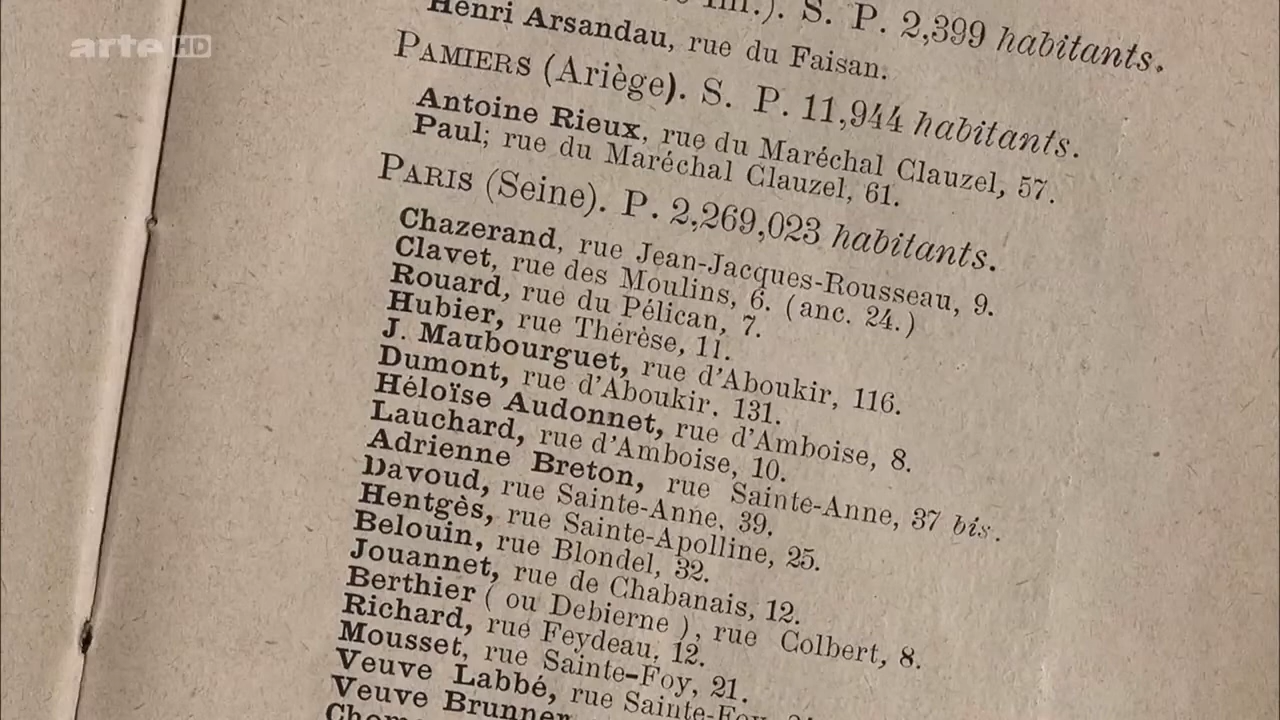 arte HD
Im.). S. P. 2,399 habitants.
Henri Arsandau, rue du Faisan.
PAMIERS (Ariège). S. P. 11,944 habitants.
Antoine Rieux, rue du Maréchal Clauzel, 57.
Paul; rue du Maréchal Clauzel, 61.
PARIS (Seine). P. 2,269,023 habitants.
Chazerand, rue Jean-Jacques-Rousseau, 9.
Clavet, rue des Moulins, 6. (anc. 24.)
Rouard, rue du Pélican, 7.
Hubier, rue Thérèse, 11.
J. Maubourguet, rue d'Aboukir, 116.
Dumont, rue d'Aboukir. 131.
Héloïse Audonnet, rue d'Amboise, 8.
Lauchard, rue d'Amboise, 10.
Adrienne Breton, rue Sainte-Anne, 37 bis.
Davoud, rue Sainte-Anne. 39.
Hentgès, rue Sainte-Apolline, 25.
Belouin, rue Blondel, 32.
Jouannet, rue de Chabanais, 12.
Berthier ( ou Debierne ), rue Colbert, 8.
Richard, rue Feydeau. 12.
Mousset, rue Sainte-Foy, 21.
Veuve Labbé, rue Sainte-Foy
Veuve Brunner